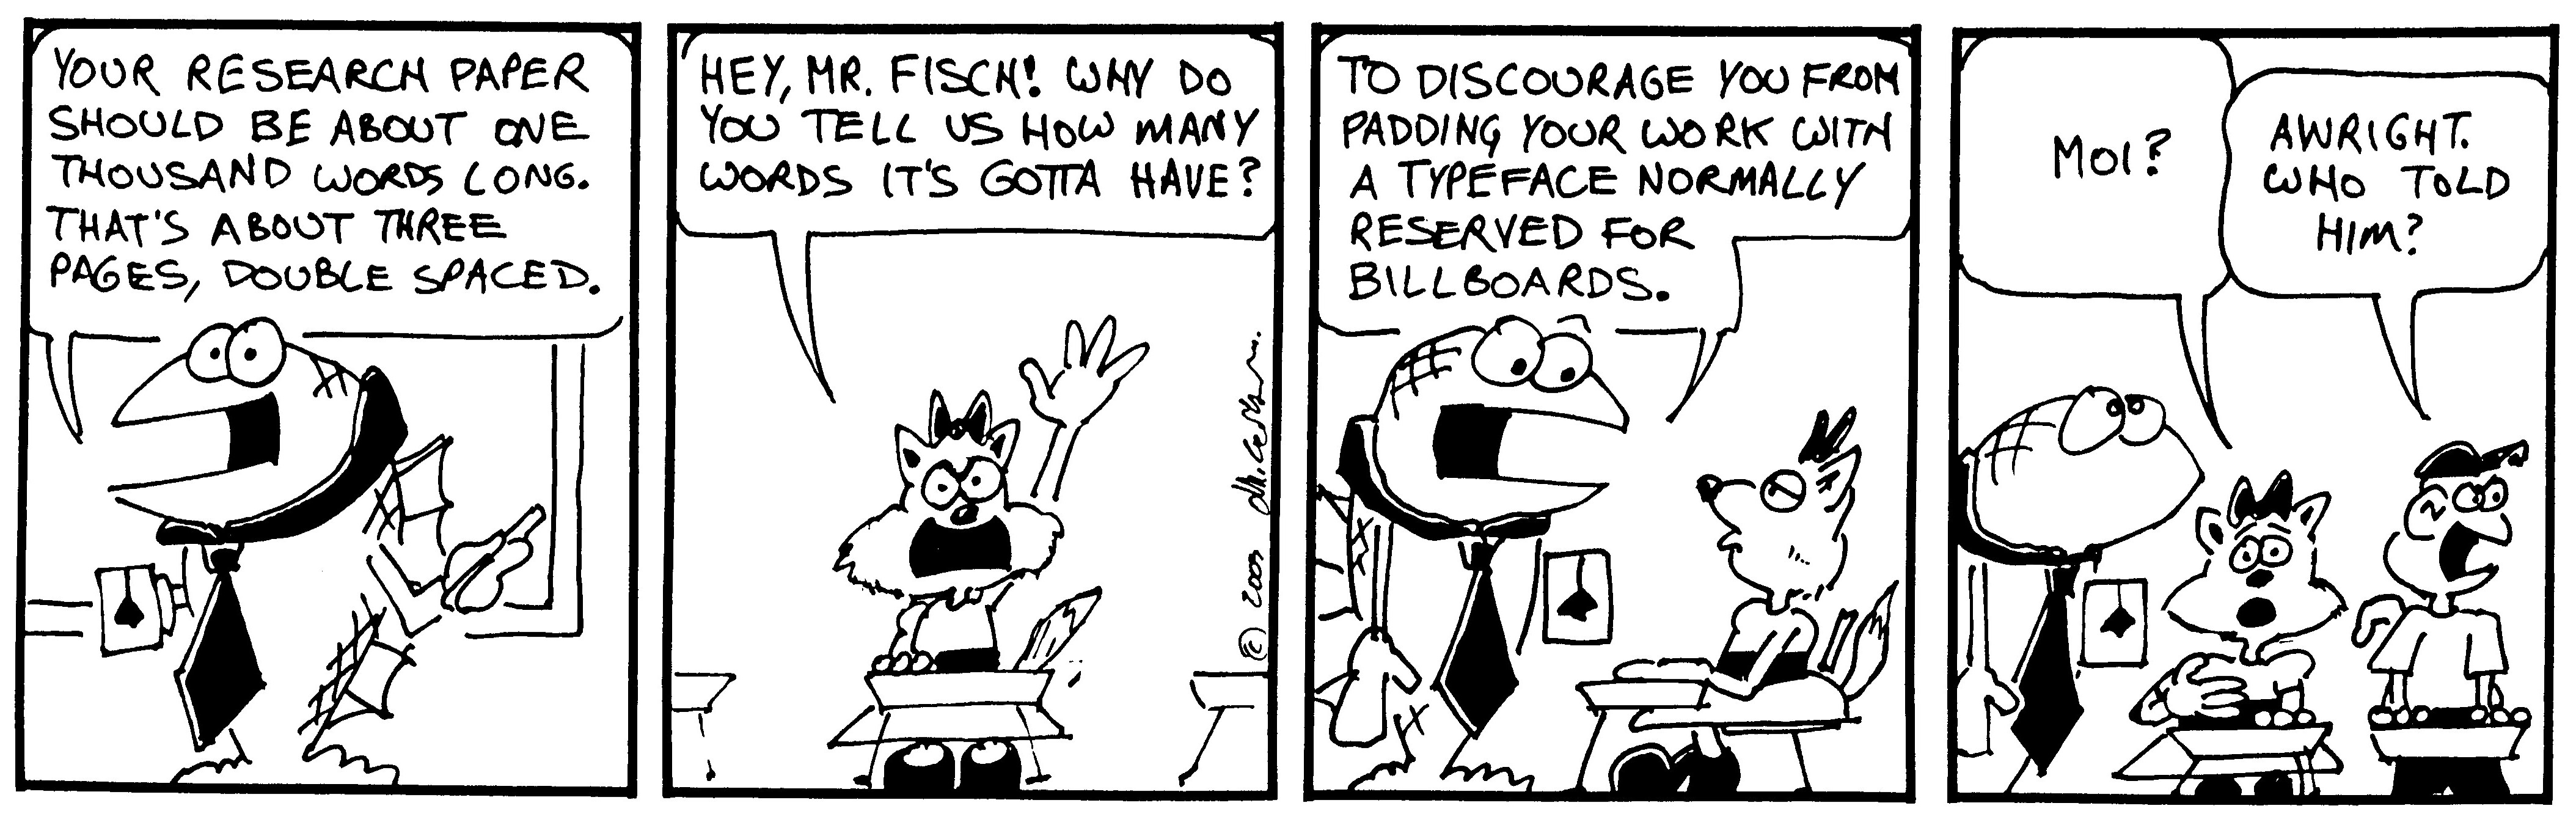 YOUR RESEARCH PAPER
SHOULD BE ABOUT ONE
THOUSAND WORDS LONG.
THAT'S ABOUT THREE
PAGES, DOUBLE SPACED.
HEY, MR. FISCH! WHY DO
YOU TELL US HOW MANY
WORDS IT'S GOTTA HAVE?
© 2005
TO DISCOURAGE YOU FROM
PADDING YOUR WORK WITH
A TYPEFACE NORMALLY
RESERVED FOR
BILLBOARDS.
MOI?
AWRIGHT.
WHO TOLD
HIM?